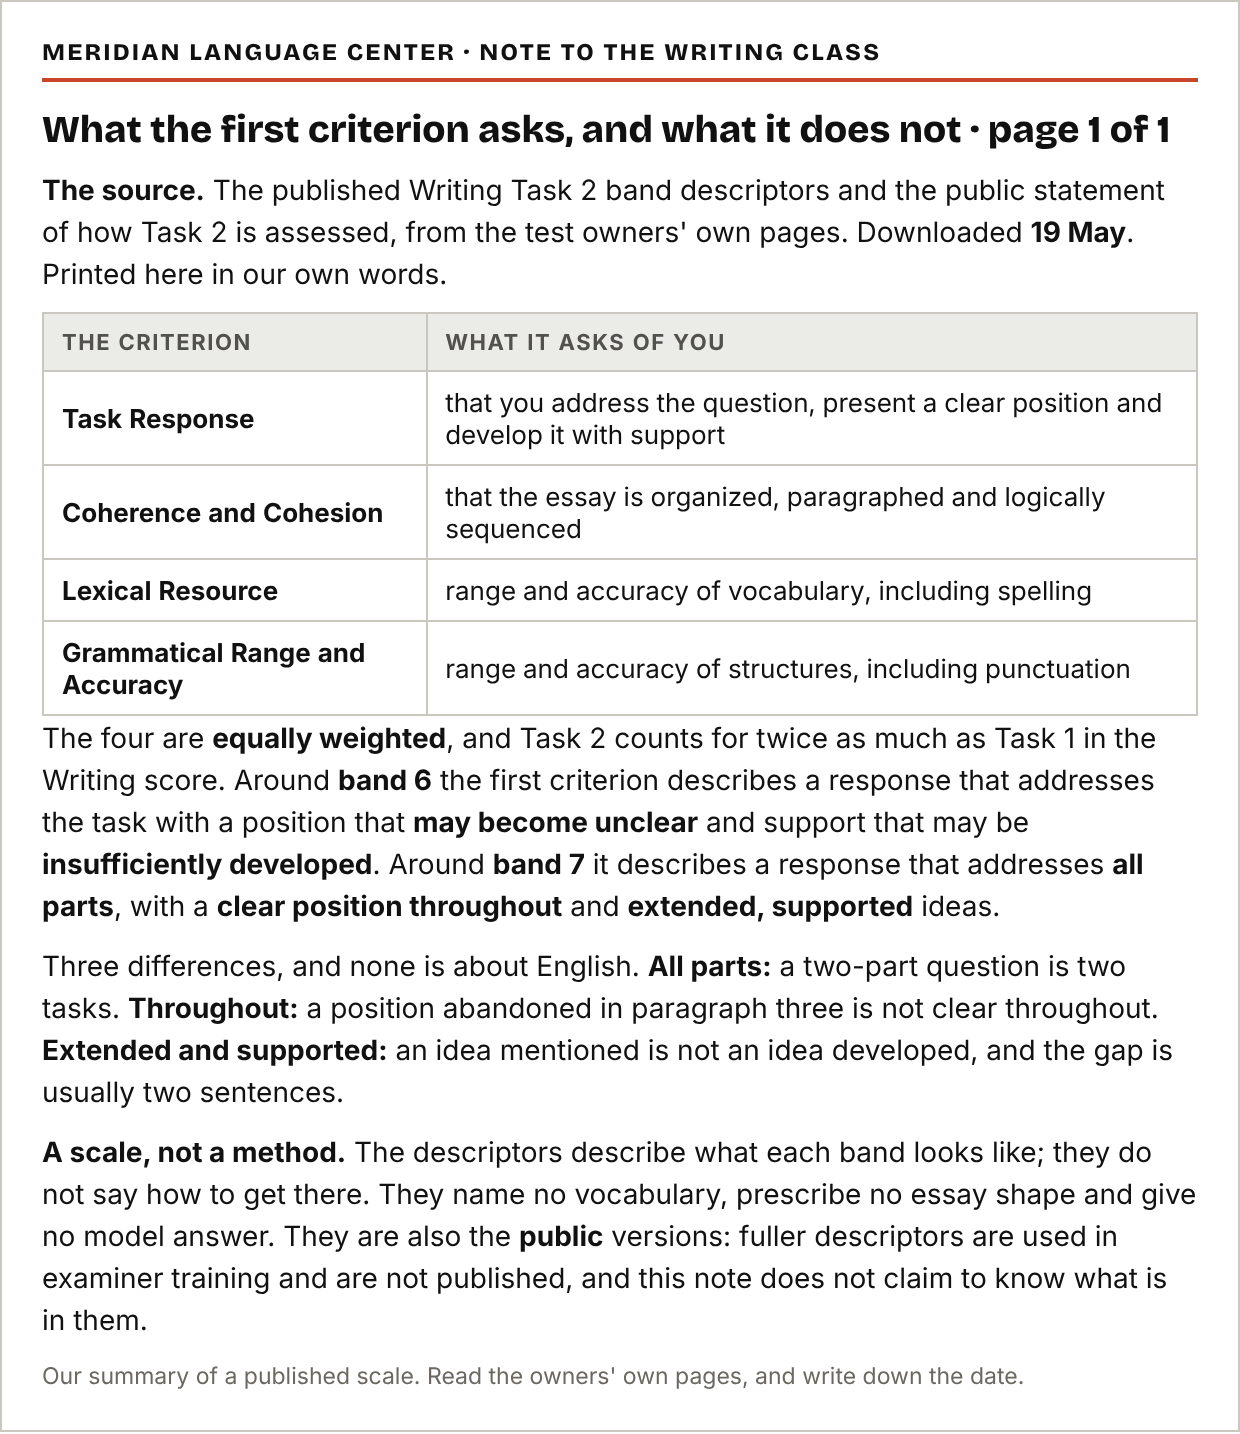 MERIDIAN LANGUAGE CENTER · NOTE TO THE WRITING CLASS
What the first criterion asks, and what it does not · page 1 of 1
The source. The published Writing Task 2 band descriptors and the public statement
of how Task 2 is assessed, from the test owners' own pages. Downloaded 19 May.
Printed here in our own words.
THE CRITERION
WHAT IT ASKS OF YOU
Task Response
that you address the question, present a clear position and
develop it with support
Coherence and Cohesion
that the essay is organized, paragraphed and logically
sequenced
Lexical Resource
range and accuracy of vocabulary, including spelling
Grammatical Range and
Accuracy
range and accuracy of structures, including punctuation
The four are equally weighted, and Task 2 counts for twice as much as Task 1 in the
Writing score. Around band 6 the first criterion describes a response that addresses
the task with a position that may become unclear and support that may be
insufficiently developed. Around band 7 it describes a response that addresses all
parts, with a clear position throughout and extended, supported ideas.
Three differences, and none is about English. All parts: a two-part question is two
tasks. Throughout: a position abandoned in paragraph three is not clear throughout.
Extended and supported: an idea mentioned is not an idea developed, and the gap is
usually two sentences.
A scale, not a method. The descriptors describe what each band looks like; they do
not say how to get there. They name no vocabulary, prescribe no essay shape and give
no model answer. They are also the public versions: fuller descriptors are used in
examiner training and are not published, and this note does not claim to know what is
in them.
Our summary of a published scale. Read the owners' own pages, and write down the date.